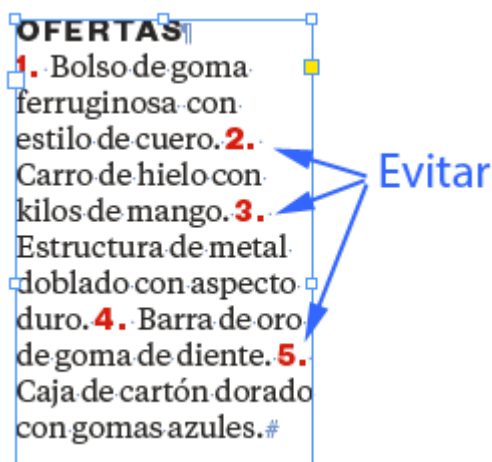 OFERTAS¶
1. Bolso de goma
ferruginosa con
estilo de cuero. 2.
Carro de hielo con
kilos de mango. 3.
Estructura de metal
doblado con aspecto
duro. 4. Barra de oro
de goma de diente. 5.
Caja de cartón dorado
con gomas azules.#
Evitar